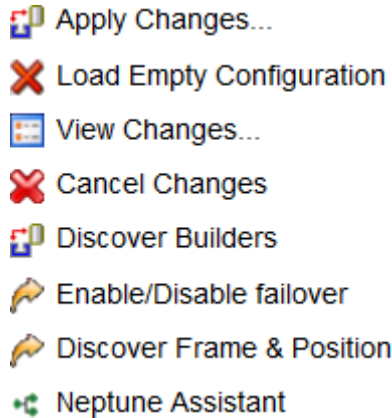 Apply Changes...
Load Empty Configuration
View Changes...
Cancel Changes
Discover Builders
Enable/Disable failover
Discover Frame & Position
Neptune Assistant